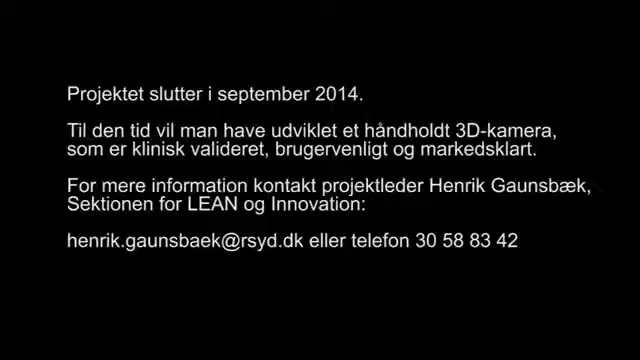 Projektet slutter i september 2014.
Til den tid vil man have udviklet et håndholdt 3D-kamera,
som er klinisk valideret, brugervenligt og markedsklart.
For mere information kontakt projektleder Henrik Gaunsbæk,
Sektionen for LEAN og Innovation:
henrik.gaunsbaek@rsyd.dk eller telefon 30 58 83 42